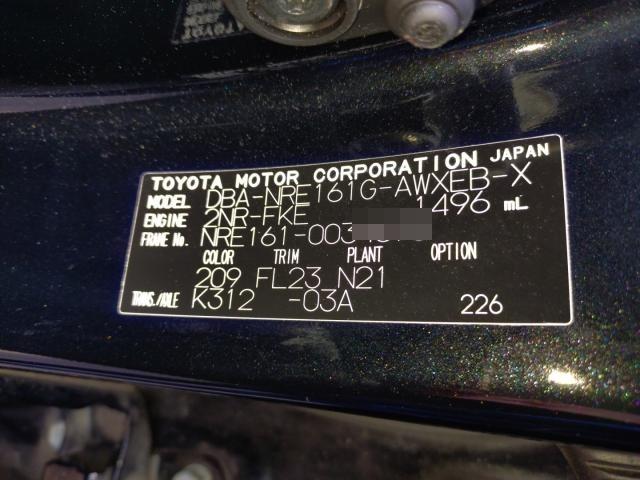 TOYOTA MOTOR CORPORATION JAPAN
MODEL DBA-NRE161G-AWXEB-X
ENGINE 2NR-FKE 1496 mL
FRAME No. NRE161-003
COLOR TRIM PLANT OPTION
209 FL23 N21
TRANS./AXLE K312 -03A 226